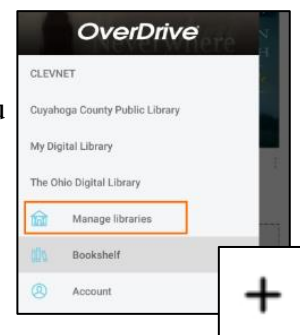 OverDrive
CLEVNET
Cuyahoga County Public Library
My Digital Library
The Ohio Digital Library
Manage libraries
Bookshelf
Account
+